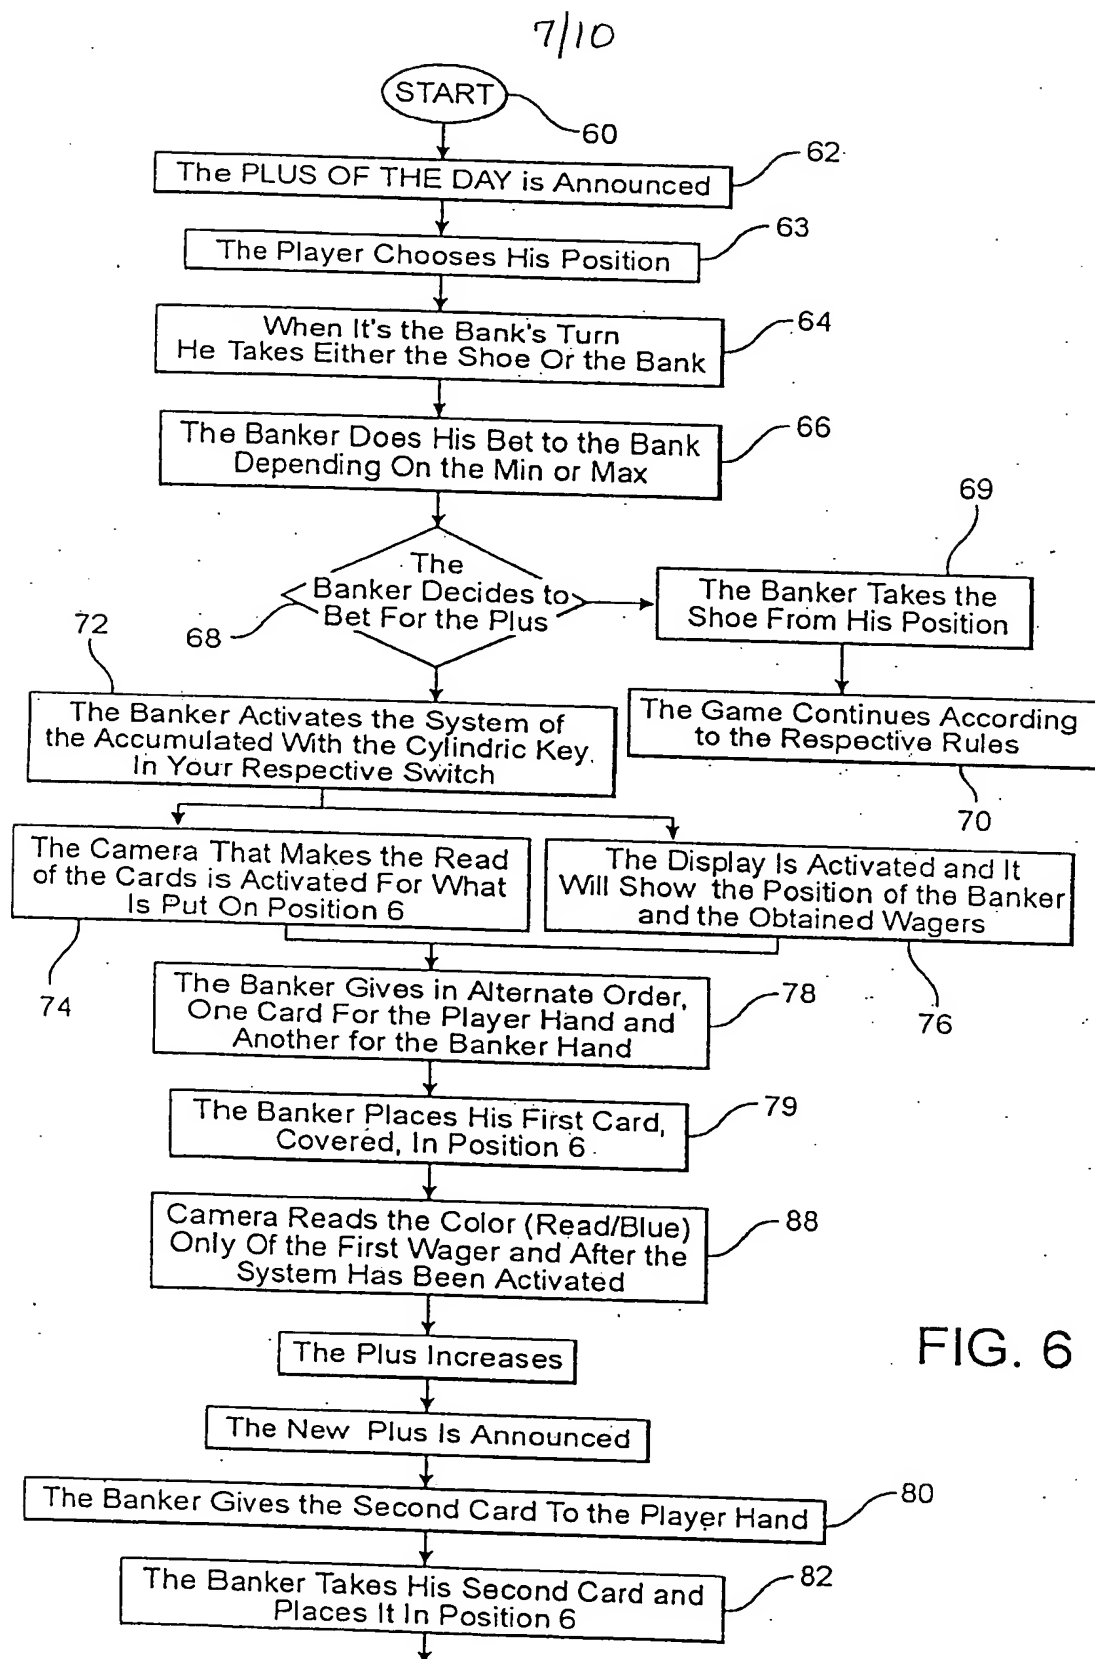 7/10
START
60
The PLUS OF THE DAY is Announced
62
The Player Chooses His Position
63
When It's the Bank's Turn
He Takes Either the Shoe Or the Bank
64
The Banker Does His Bet to the Bank
Depending On the Min or Max
66
The
Banker Decides to
Bet For the Plus
68
69
The Banker Takes the
Shoe From His Position
The Game Continues According
to the Respective Rules
70
72
The Banker Activates the System of
the Accumulated With the Cylindric Key.
In Your Respective Switch
The Camera That Makes the Read
of the Cards is Activated For What
Is Put On Position 6
74
The Display Is Activated and It
Will Show the Position of the Banker
and the Obtained Wagers
76
The Banker Gives in Alternate Order,
One Card For the Player Hand and
Another for the Banker Hand
78
The Banker Places His First Card,
Covered, In Position 6
79
Camera Reads the Color (Read/Blue)
Only Of the First Wager and After the
System Has Been Activated
88
The Plus Increases
The New Plus Is Announced
The Banker Gives the Second Card To the Player Hand
80
The Banker Takes His Second Card and
Places It In Position 6
82
FIG. 6